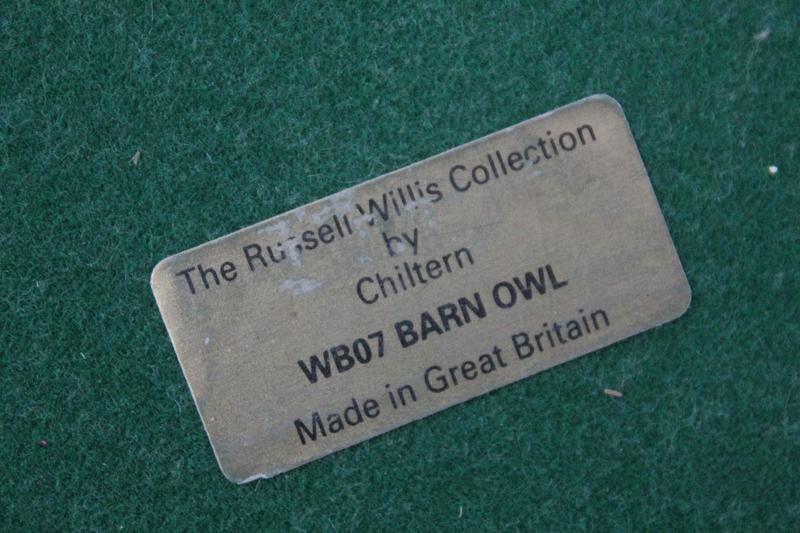 The Russell Willis Collection
by
Chiltern
WB07 BARN OWL
Made in Great Britain